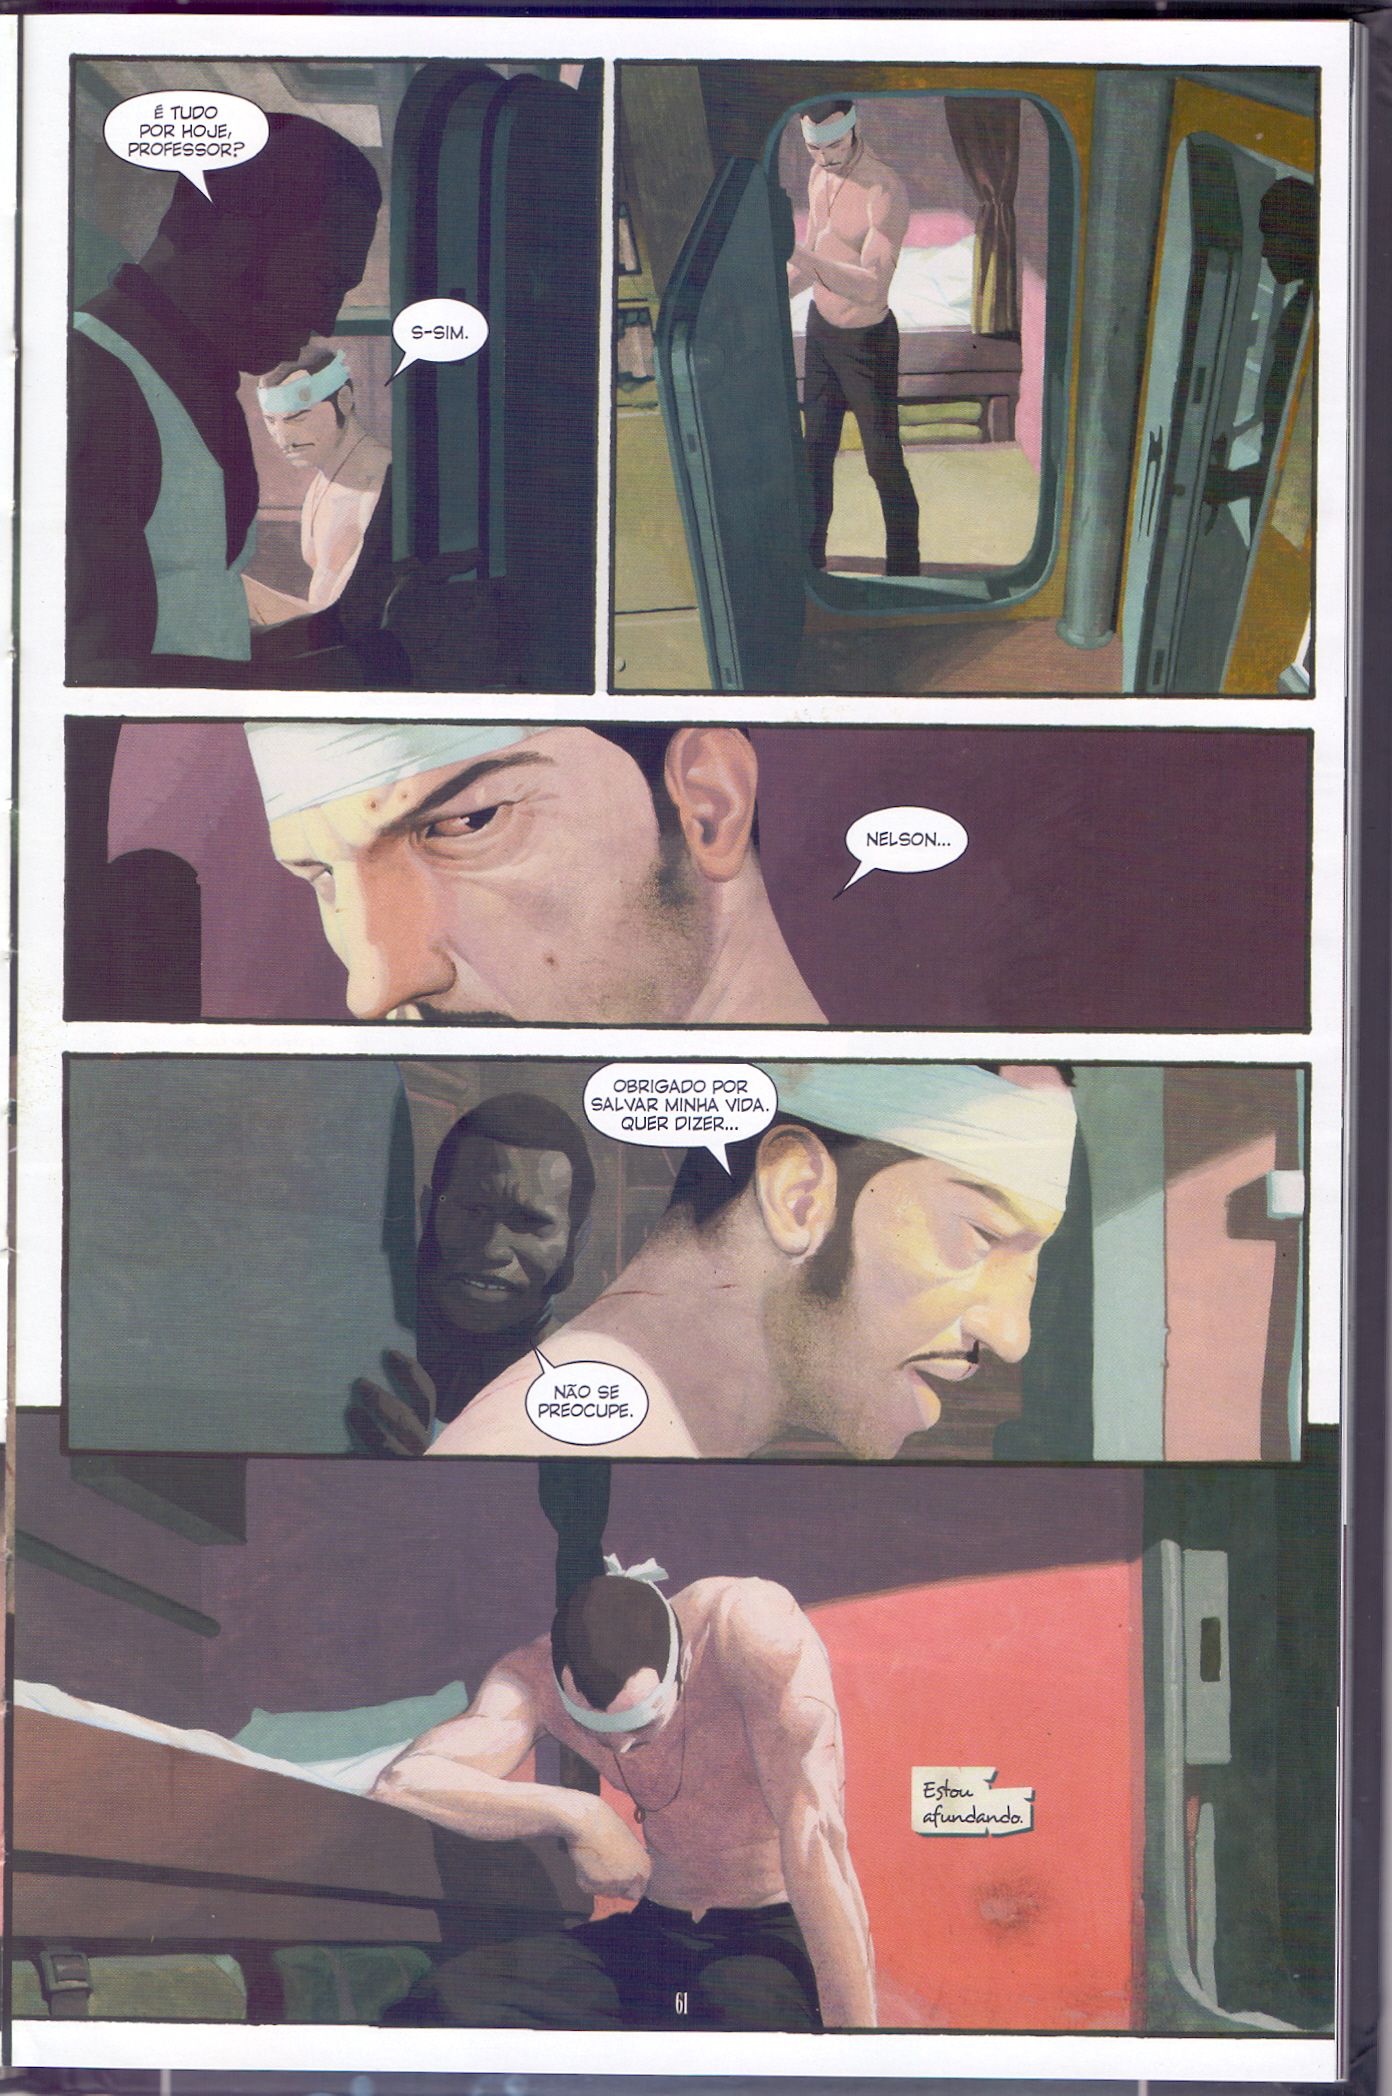 É TUDO
POR HOJE,
PROFESSOR?
S-SIM.
NELSON...
OBRIGADO POR
SALVAR MINHA VIDA.
QUER DIZER...
NÃO SE
PREOCUPE.
Estou
afundando.
61